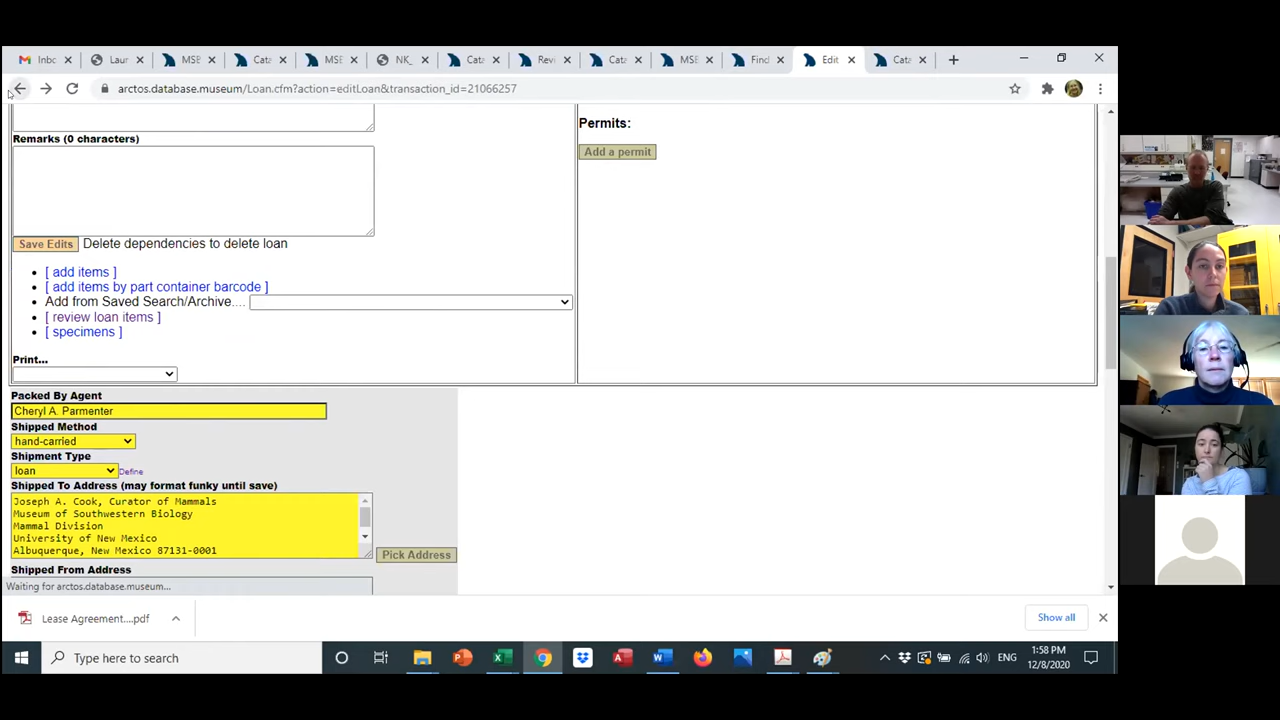 Inbo
Laur
MSE
Cata
MSE
NK_
Cata
Revi
Cata
MSE
Find
Edit
Cata
arctos.database.museum/Loan.cfm?action=editLoan&transaction_id=21066257
Remarks (0 characters)
Save Edits Delete dependencies to delete loan
[ add items ]
[ add items by part container barcode ]
Add from Saved Search/Archive....
[ review loan items ]
[ specimens ]
Print...
Permits:
Add a permit
Packed By Agent
Cheryl A. Parmenter
Shipped Method
hand-carried
Shipment Type
loan Define
Shipped To Address (may format funky until save)
Joseph A. Cook, Curator of Mammals
Museum of Southwestern Biology
Mammal Division
University of New Mexico
Albuquerque, New Mexico 87131-0001
Pick Address
Shipped From Address
Waiting for arctos.database.museum...
Lease Agreement....pdf
Show all
Type here to search
ENG
1:58 PM
12/8/2020